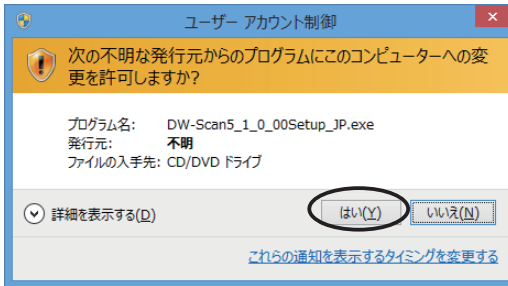 ユーザー アカウント制御
次の不明な発行元からのプログラムにこのコンピューターへの変
更を許可しますか?
プログラム名: DW-Scan5_1_0_00Setup_JP.exe
発行元: 不明
ファイルの入手先: CD/DVD ドライブ
詳細を表示する(D) はい(Y) いいえ(N)
これらの通知を表示するタイミングを変更する